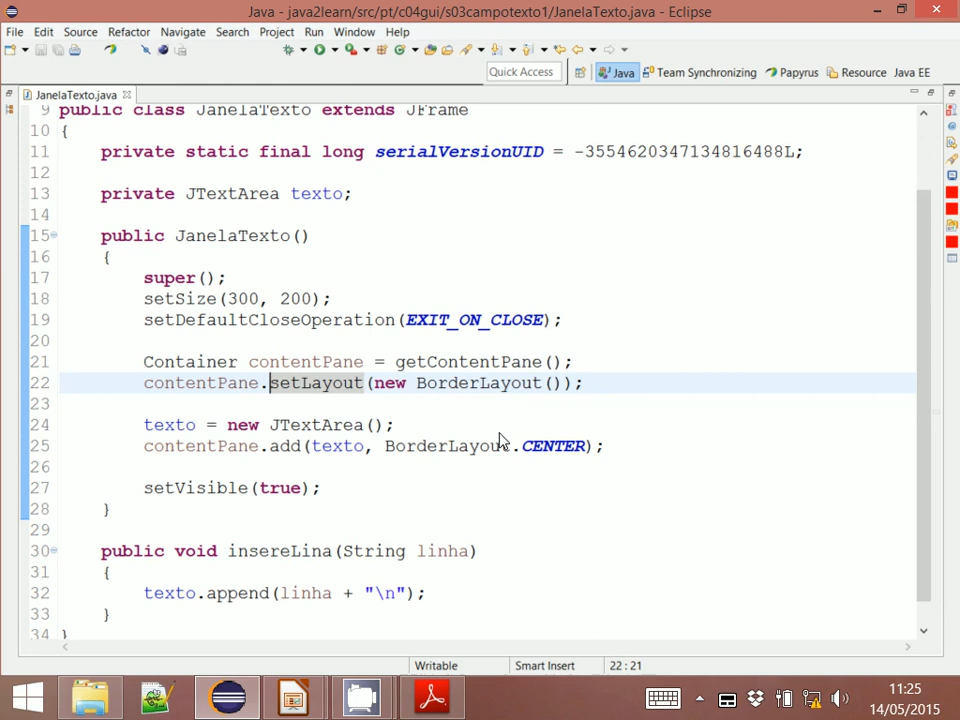 Java - java2learn/src/pt/c04gui/s03campotexto1/JanelaTexto.java - Eclipse
File Edit Source Refactor Navigate Search Project Run Window Help
Quick Access Java Team Synchronizing Papyrus Resource Java EE
JanelaTexto.java
9 public class JanelaTexto extends JFrame
10 {
11 private static final long serialVersionUID = -3554620347134816488L;
12
13 private JTextArea texto;
14
15 public JanelaTexto()
16 {
17 super();
18 setSize(300, 200);
19 setDefaultCloseOperation(EXIT_ON_CLOSE);
20
21 Container contentPane = getContentPane();
22 contentPane.setLayout(new BorderLayout());
23
24 texto = new JTextArea();
25 contentPane.add(texto, BorderLayout.CENTER);
26
27 setVisible(true);
28 }
29
30 public void insereLina(String linha)
31 {
32 texto.append(linha + "\n");
33 }
34 }
Writable Smart Insert 22 : 21
11:25
14/05/2015